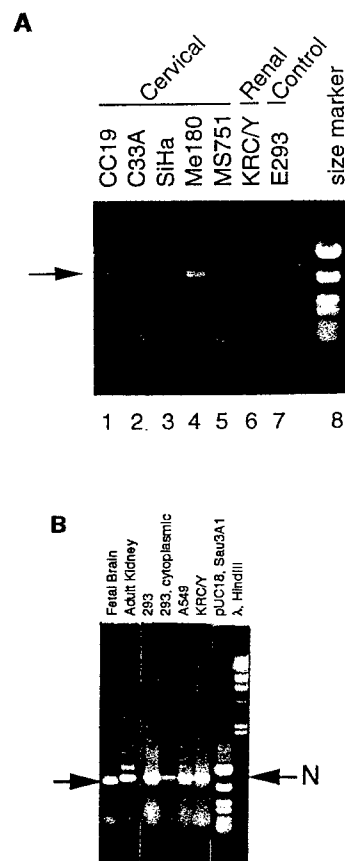 A
Cervical
Renal
Control
CC19
C33A
SiHa
Me180
MS751
KRC/Y
E293
size marker
1 2. 3 4 5 6 7 8
B
Fetal Brain
Adult Kidney
293
293, cytoplasmic
A549
KRC/Y
pUC18, Sau3A1
λ, HindIII
N